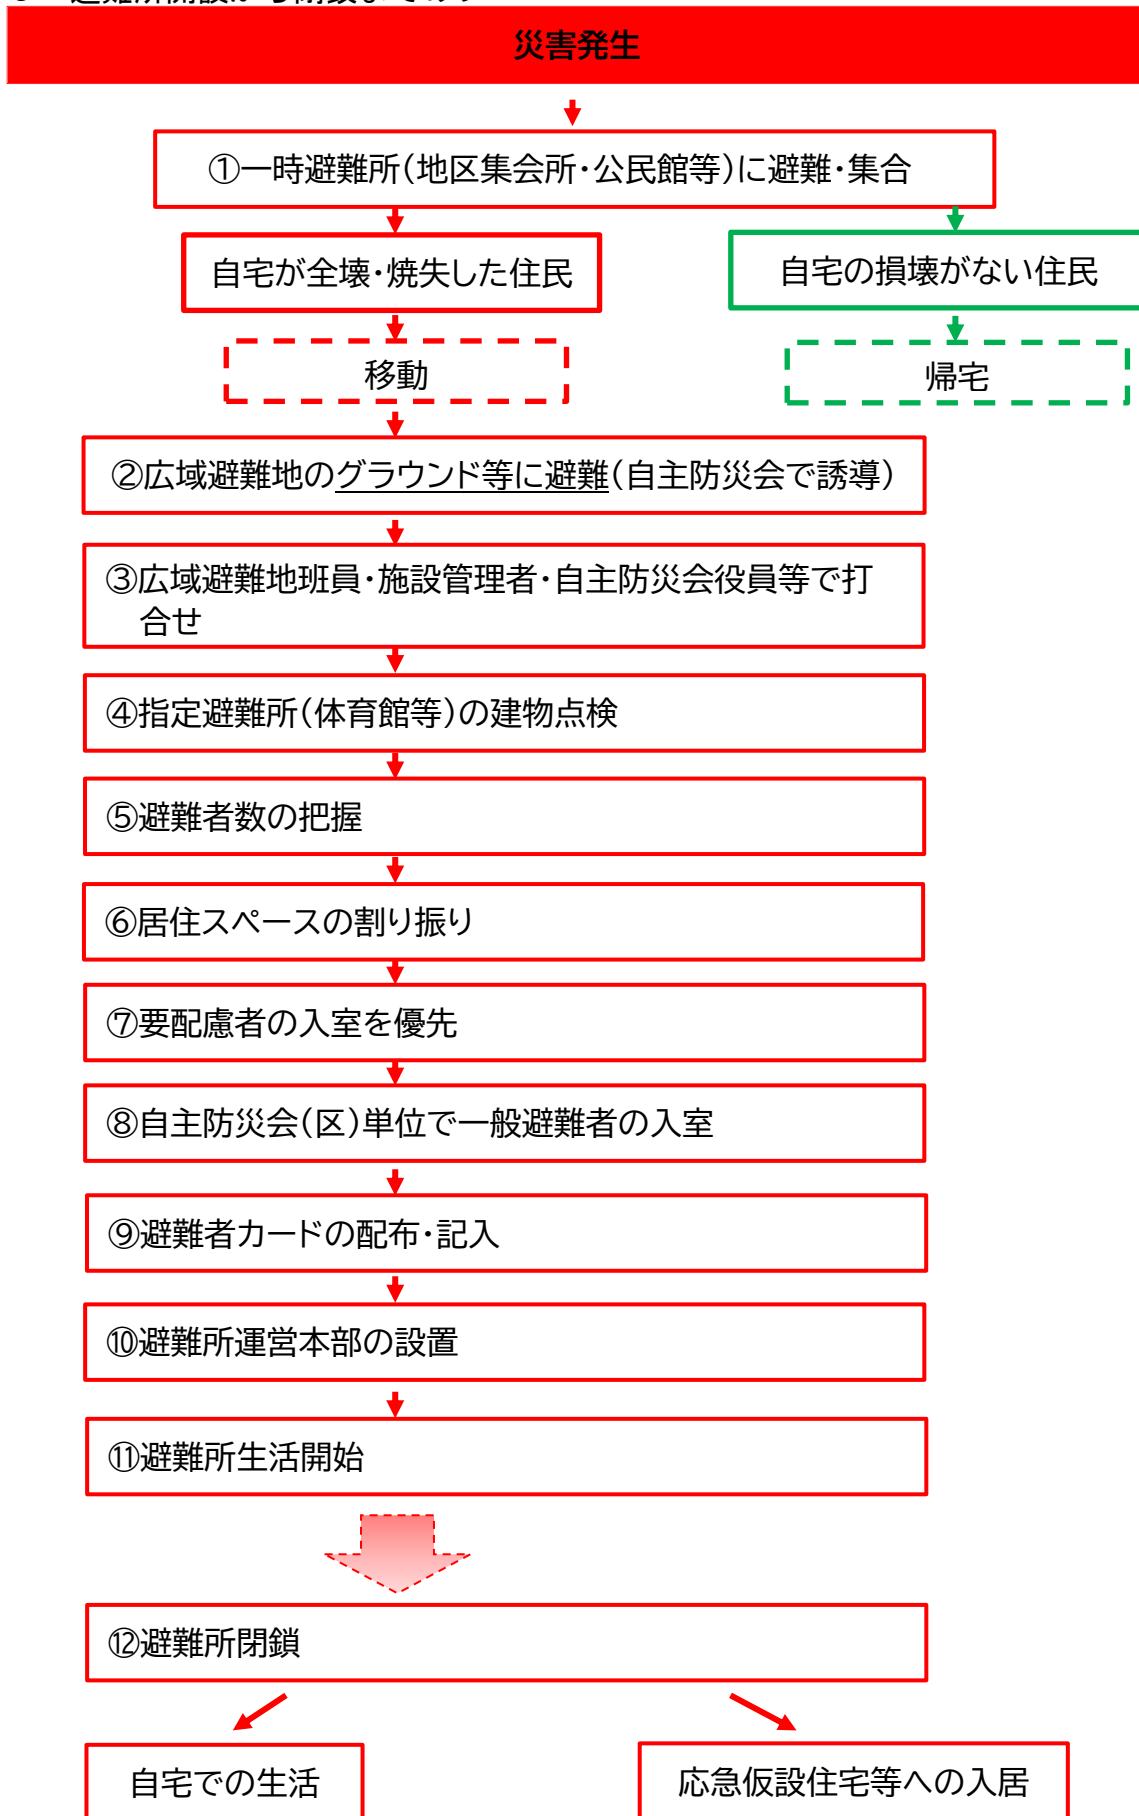 災害発生
①一時避難所(地区集会所・公民館等)に避難・集合
自宅が全壊・焼失した住民
自宅の損壊がない住民
移動
帰宅
②広域避難地のグラウンド等に避難(自主防災会で誘導)
③広域避難地班員・施設管理者・自主防災会役員等で打
合せ
④指定避難所(体育館等)の建物点検
⑤避難者数の把握
⑥居住スペースの割り振り
⑦要配慮者の入室を優先
⑧自主防災会(区)単位で一般避難者の入室
⑨避難者カードの配布・記入
⑩避難所運営本部の設置
⑪避難所生活開始
⑫避難所閉鎖
自宅での生活
応急仮設住宅等への入居